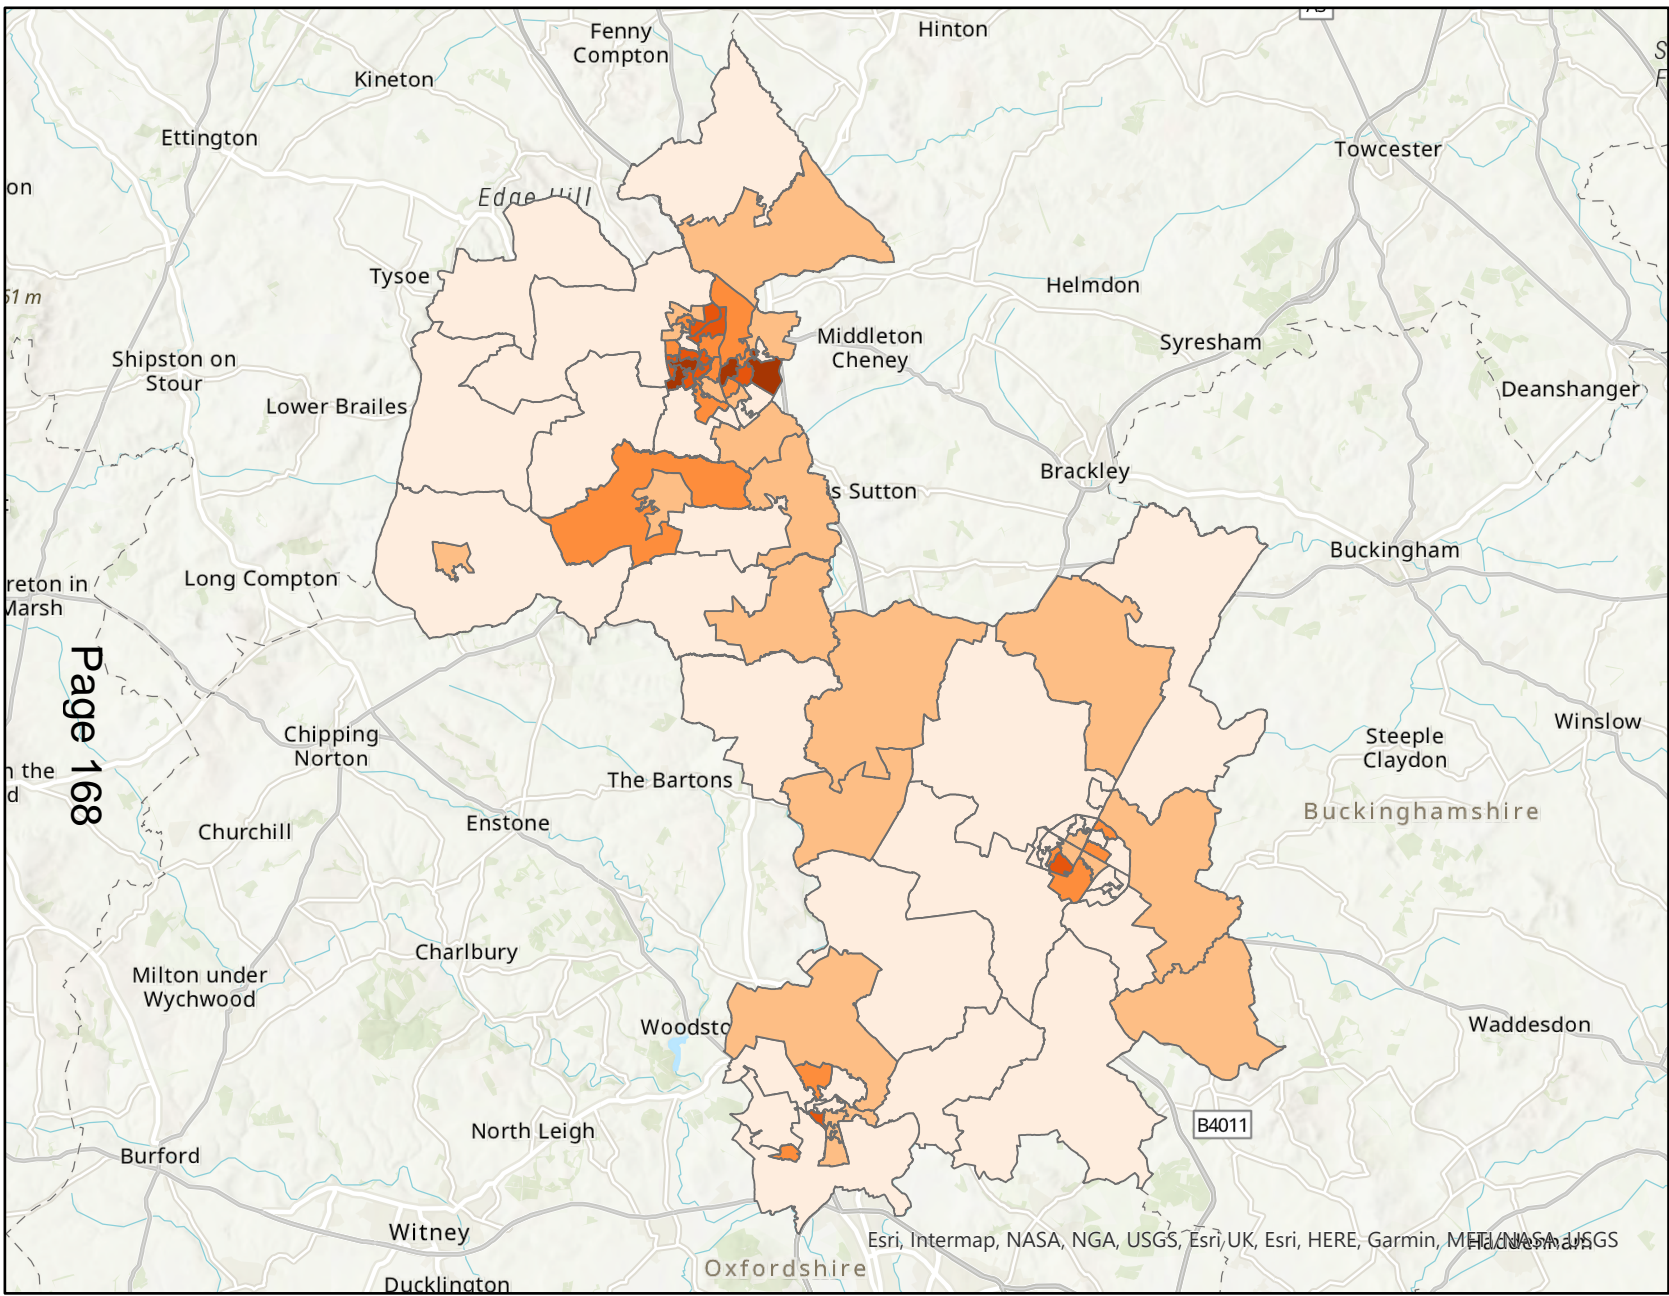 A5
Fenny
Compton
Hinton
Kineton
Ettington
Towcester
on
Edge Hill
Tysoe
51 m
Helmdon
Middleton
Cheney
Syresham
Shipston on
Stour
Deanshanger
Lower Brailes
Brackley
s Sutton
Buckingham
Long Compton
reton in
Marsh
Page 168
Chipping
Norton
Winslow
Steeple
Claydon
n the
d
The Bartons
Buckinghamshire
Churchill
Enstone
Charlbury
Milton under
Wychwood
Woodsto
Waddesdon
North Leigh
B4011
Burford
Witney
Esri, Intermap, NASA, NGA, USGS, Esri UK, Esri, HERE, Garmin, METI/NASA, USGS
Haddenham
Oxfordshire
Ducklington